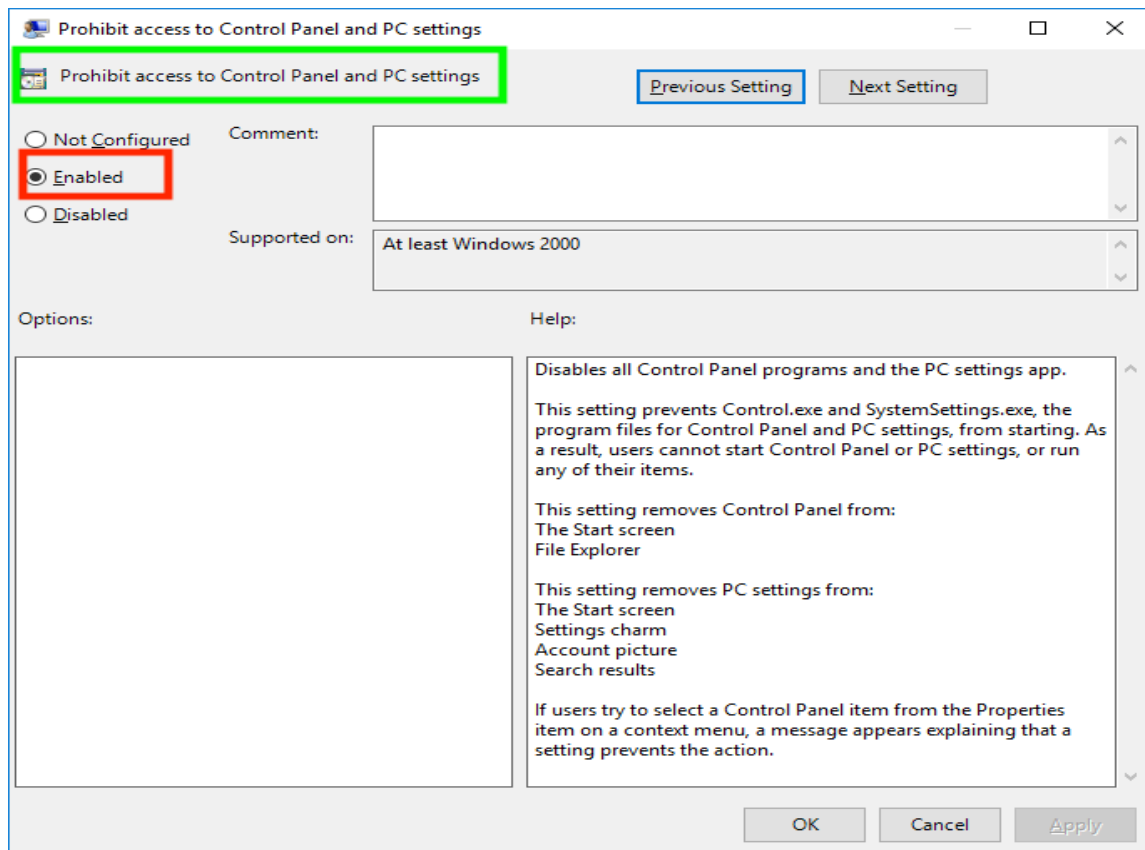 Prohibit access to Control Panel and PC settings
Prohibit access to Control Panel and PC settings
Previous Setting
Next Setting
Not Configured
Comment:
Enabled
Disabled
Supported on:
At least Windows 2000
Options:
Help:
Disables all Control Panel programs and the PC settings app.
This setting prevents Control.exe and SystemSettings.exe, the
program files for Control Panel and PC settings, from starting. As
a result, users cannot start Control Panel or PC settings, or run
any of their items.
This setting removes Control Panel from:
The Start screen
File Explorer
This setting removes PC settings from:
The Start screen
Settings charm
Account picture
Search results
If users try to select a Control Panel item from the Properties
item on a context menu, a message appears explaining that a
setting prevents the action.
OK
Cancel
Apply